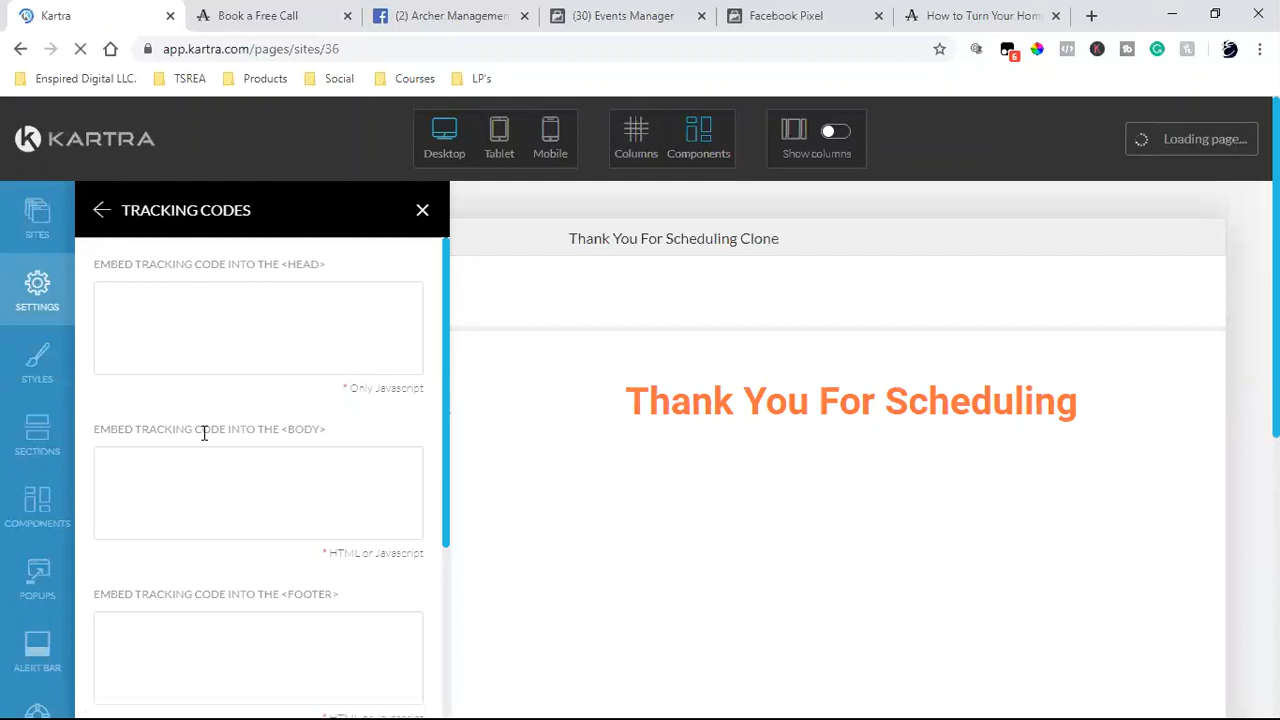 Kartra
Book a Free Call
(2) Archer Managemen
(30) Events Manager
Facebook Pixel
How to Turn Your Hom
app.kartra.com/pages/sites/36
6
Enspired Digital LLC.
TSREA
Products
Social
Courses
LP's
KARTRA
Desktop
Tablet
Mobile
Columns
Components
Show columns
Loading page...
SITES
SETTINGS
STYLES
SECTIONS
COMPONENTS
POPUPS
ALERT BAR
TRACKING CODES
EMBED TRACKING CODE INTO THE <HEAD>
* Only Javascript
EMBED TRACKING CODE INTO THE <BODY>
* HTML or Javascript
EMBED TRACKING CODE INTO THE <FOOTER>
* HTML or Javascript
Thank You For Scheduling Clone
Thank You For Scheduling